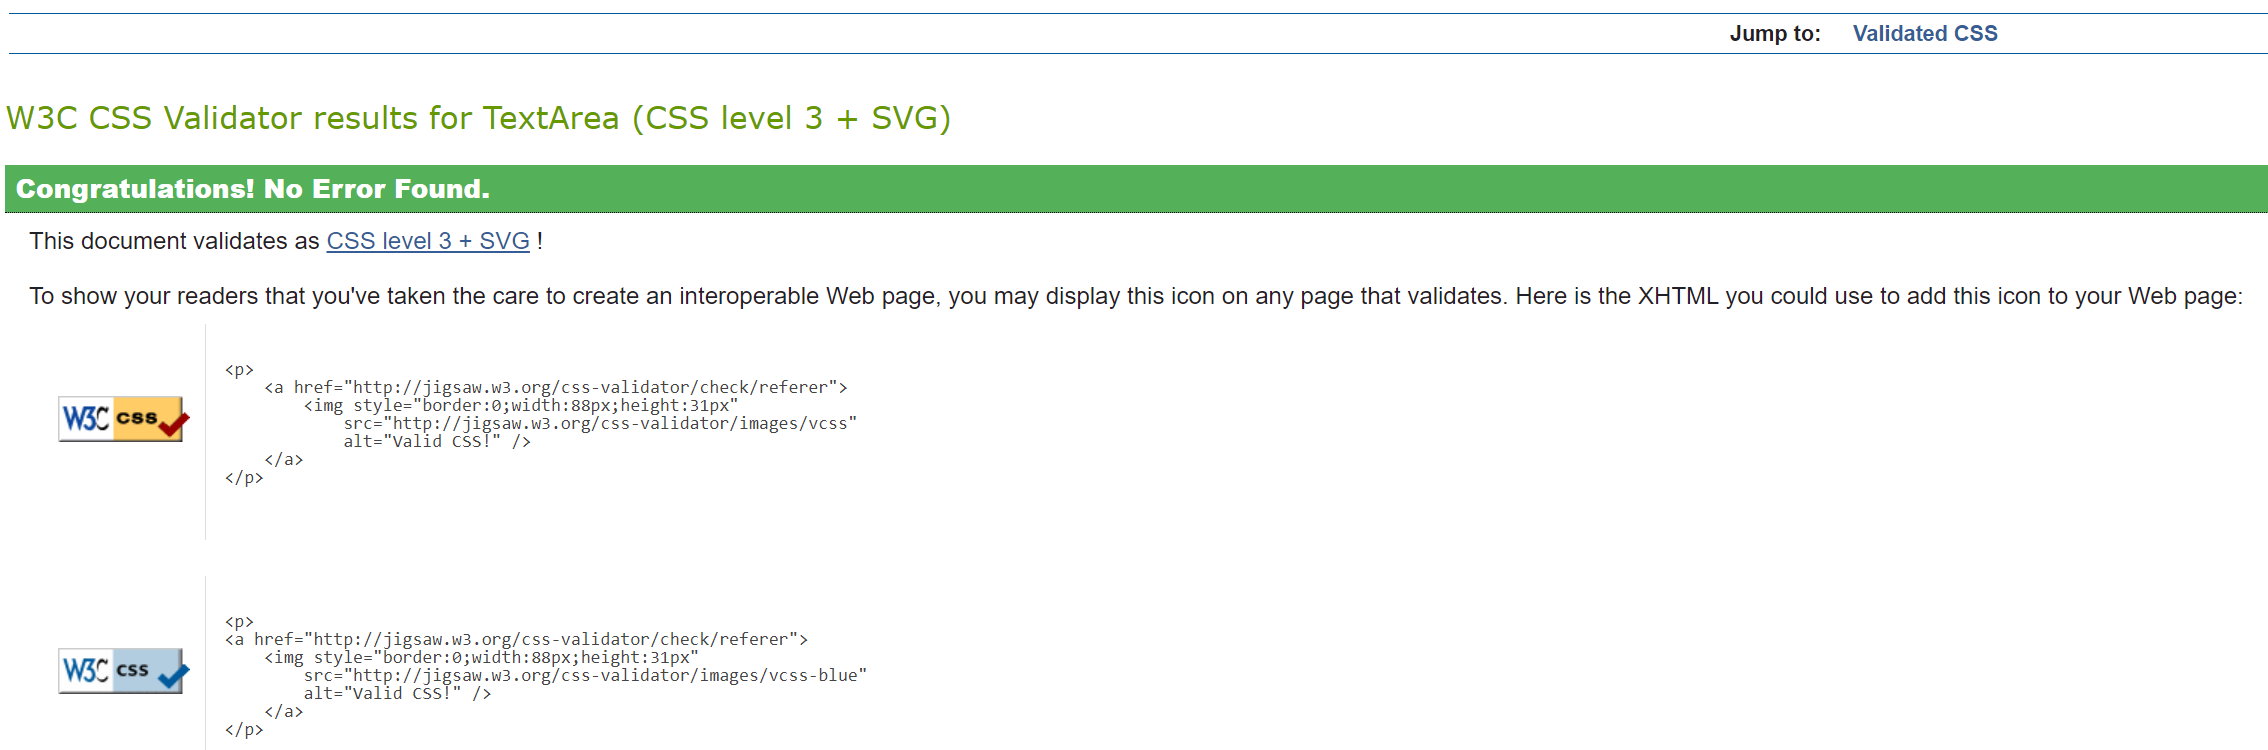 Jump to: Validated CSS
W3C CSS Validator results for TextArea (CSS level 3 + SVG)
Congratulations! No Error Found.
This document validates as CSS level 3 + SVG !
To show your readers that you've taken the care to create an interoperable Web page, you may display this icon on any page that validates. Here is the XHTML you could use to add this icon to your Web page:
W3C css
<p>
    <a href="http://jigsaw.w3.org/css-validator/check/referer">
        <img style="border:0;width:88px;height:31px"
            src="http://jigsaw.w3.org/css-validator/images/vcss"
            alt="Valid CSS!" />
    </a>
</p>
W3C css
<p>
<a href="http://jigsaw.w3.org/css-validator/check/referer">
    <img style="border:0;width:88px;height:31px"
        src="http://jigsaw.w3.org/css-validator/images/vcss-blue"
        alt="Valid CSS!" />
    </a>
</p>